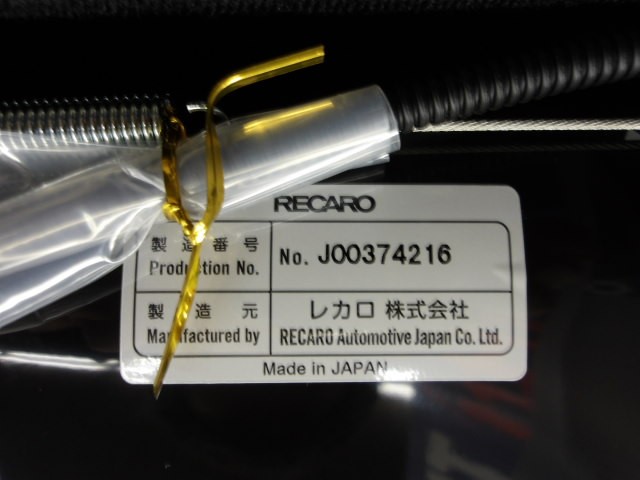 RECARO
製造番号
Production No.
No. J00374216
製造元
Manufactured by
レカロ 株式会社
RECARO Automotive Japan Co. Ltd.
Made in JAPAN